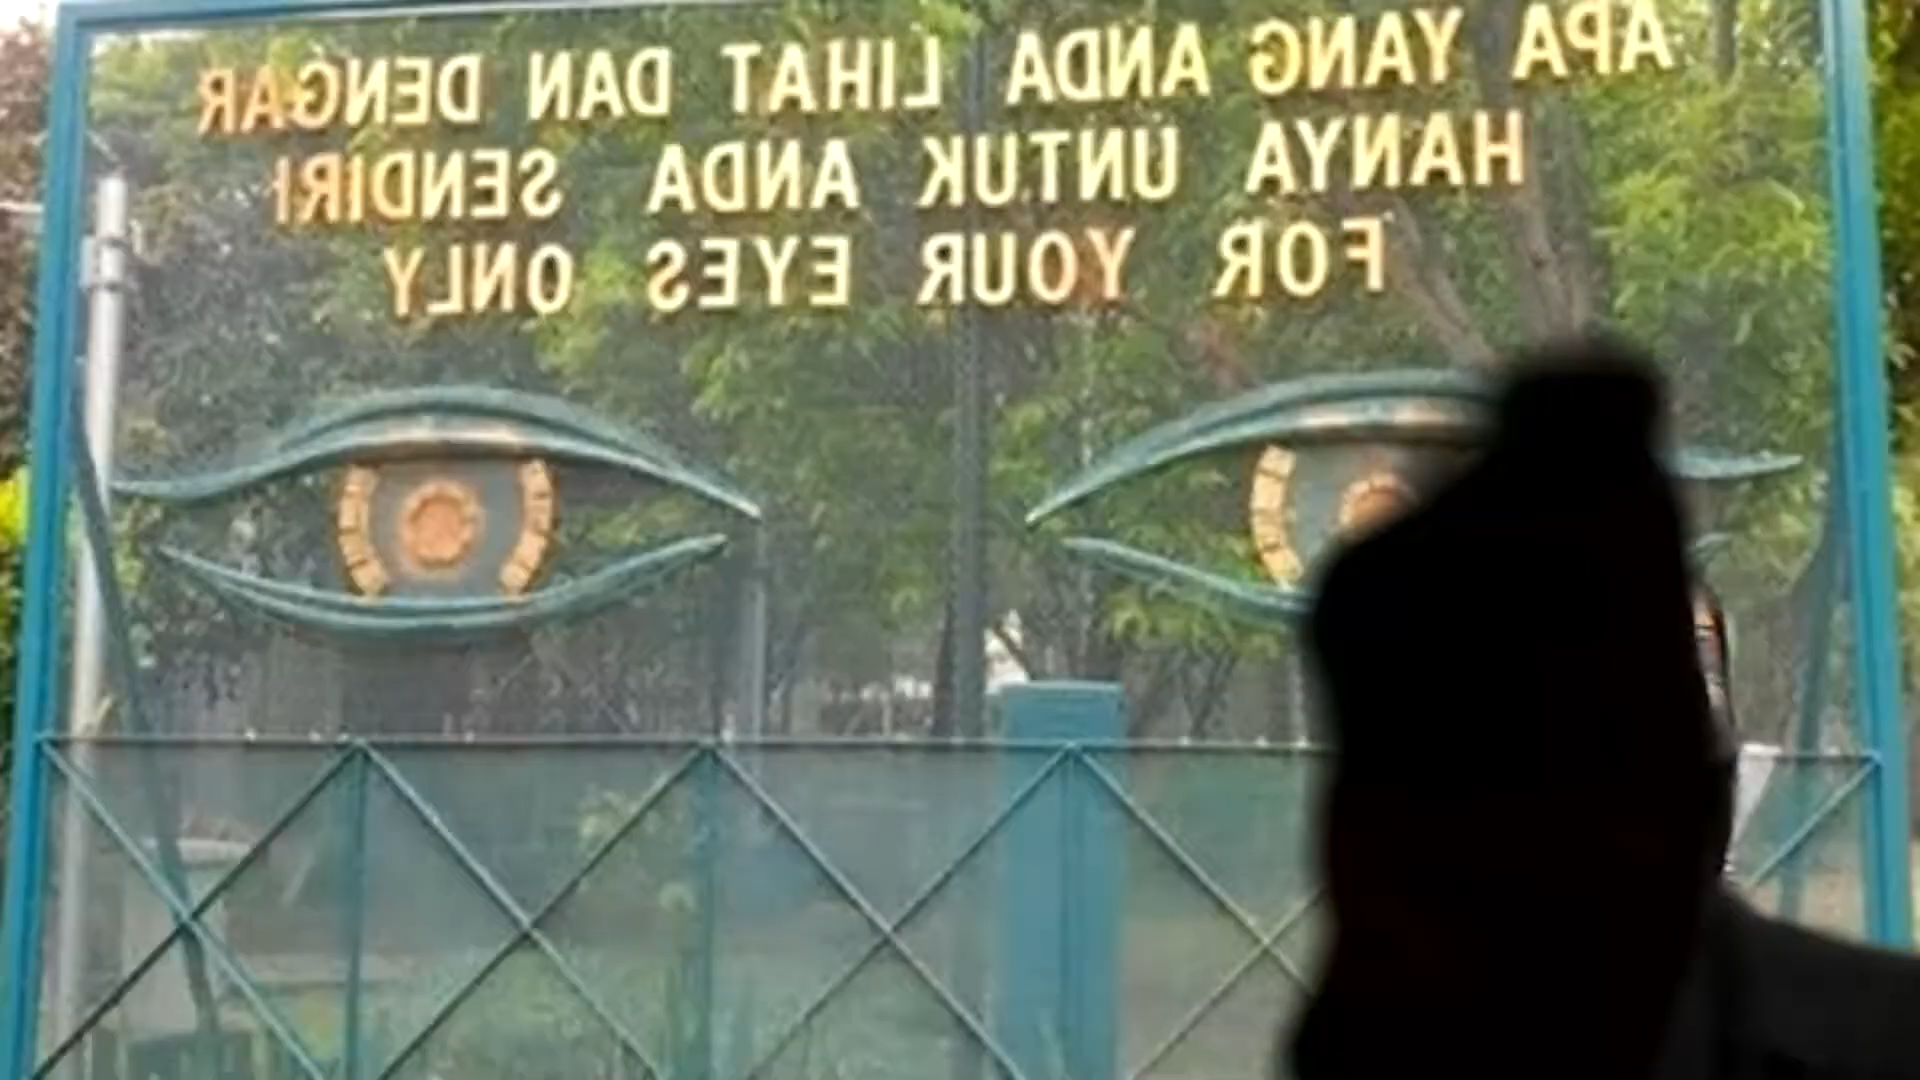 APA YANG ANDA LIHAT DAN DENGAR
HANYA UNTUK ANDA SENDIRI
FOR YOUR EYES ONLY